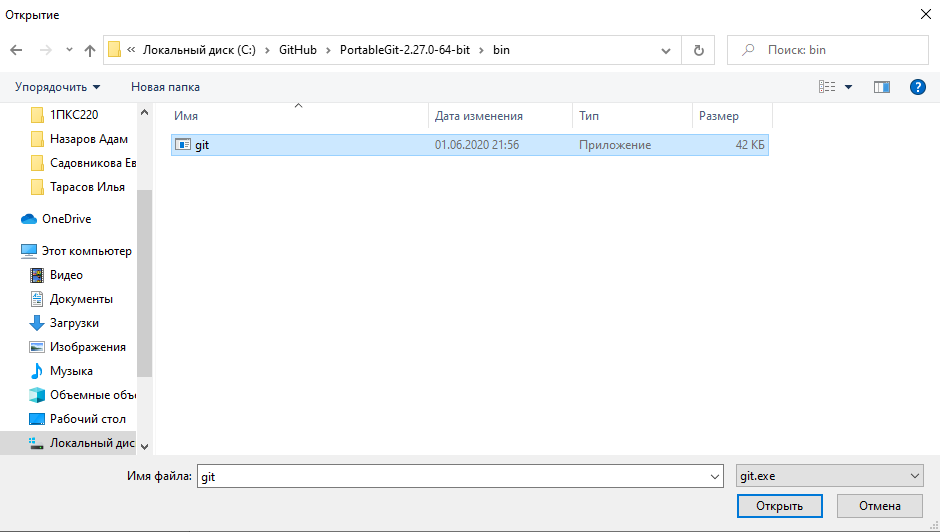 Открытие
« Локальный диск (C:) › GitHub › PortableGit-2.27.0-64-bit › bin
Поиск: bin
Упорядочить
Новая папка
1ПКС220
Назаров Адам
Садовникова Ев
Тарасов Илья
OneDrive
Этот компьютер
Видео
Документы
Загрузки
Изображения
Музыка
Объемные объ
Рабочий стол
Локальный дис
Имя Дата изменения Тип Размер
git 01.06.2020 21:56 Приложение 42 КБ
Имя файла: git
git.exe
Открыть Отмена